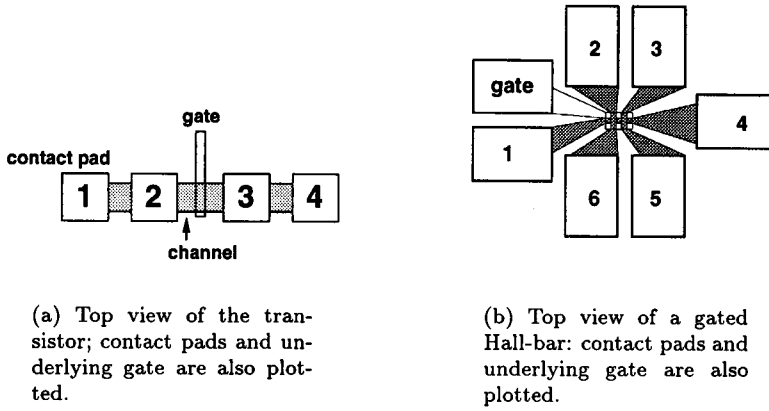 gate
contact pad
1 2 3 4
channel
(a) Top view of the tran-
sistor; contact pads and un-
derlying gate are also plot-
ted.
2 3
gate
4
1
6 5
(b) Top view of a gated
Hall-bar: contact pads and
underlying gate are also
plotted.